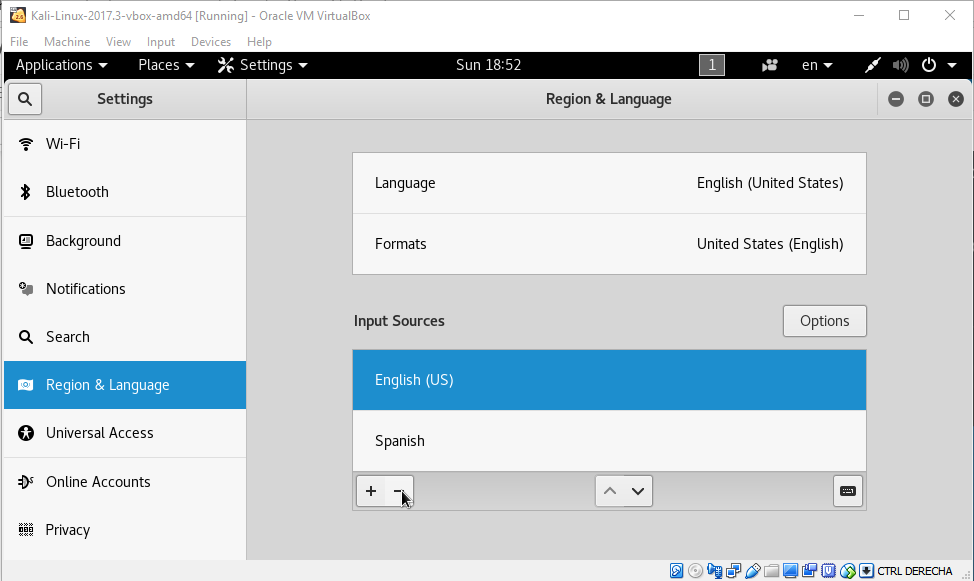 Kali-Linux-2017.3-vbox-amd64 [Running] - Oracle VM VirtualBox
File Machine View Input Devices Help
Applications Places Settings Sun 18:52 1 en
Settings Region & Language
Wi-Fi
Bluetooth
Background
Notifications
Search
Region & Language
Universal Access
Online Accounts
Privacy
Language English (United States)
Formats United States (English)
Input Sources Options
English (US)
Spanish
CTRL DERECHA